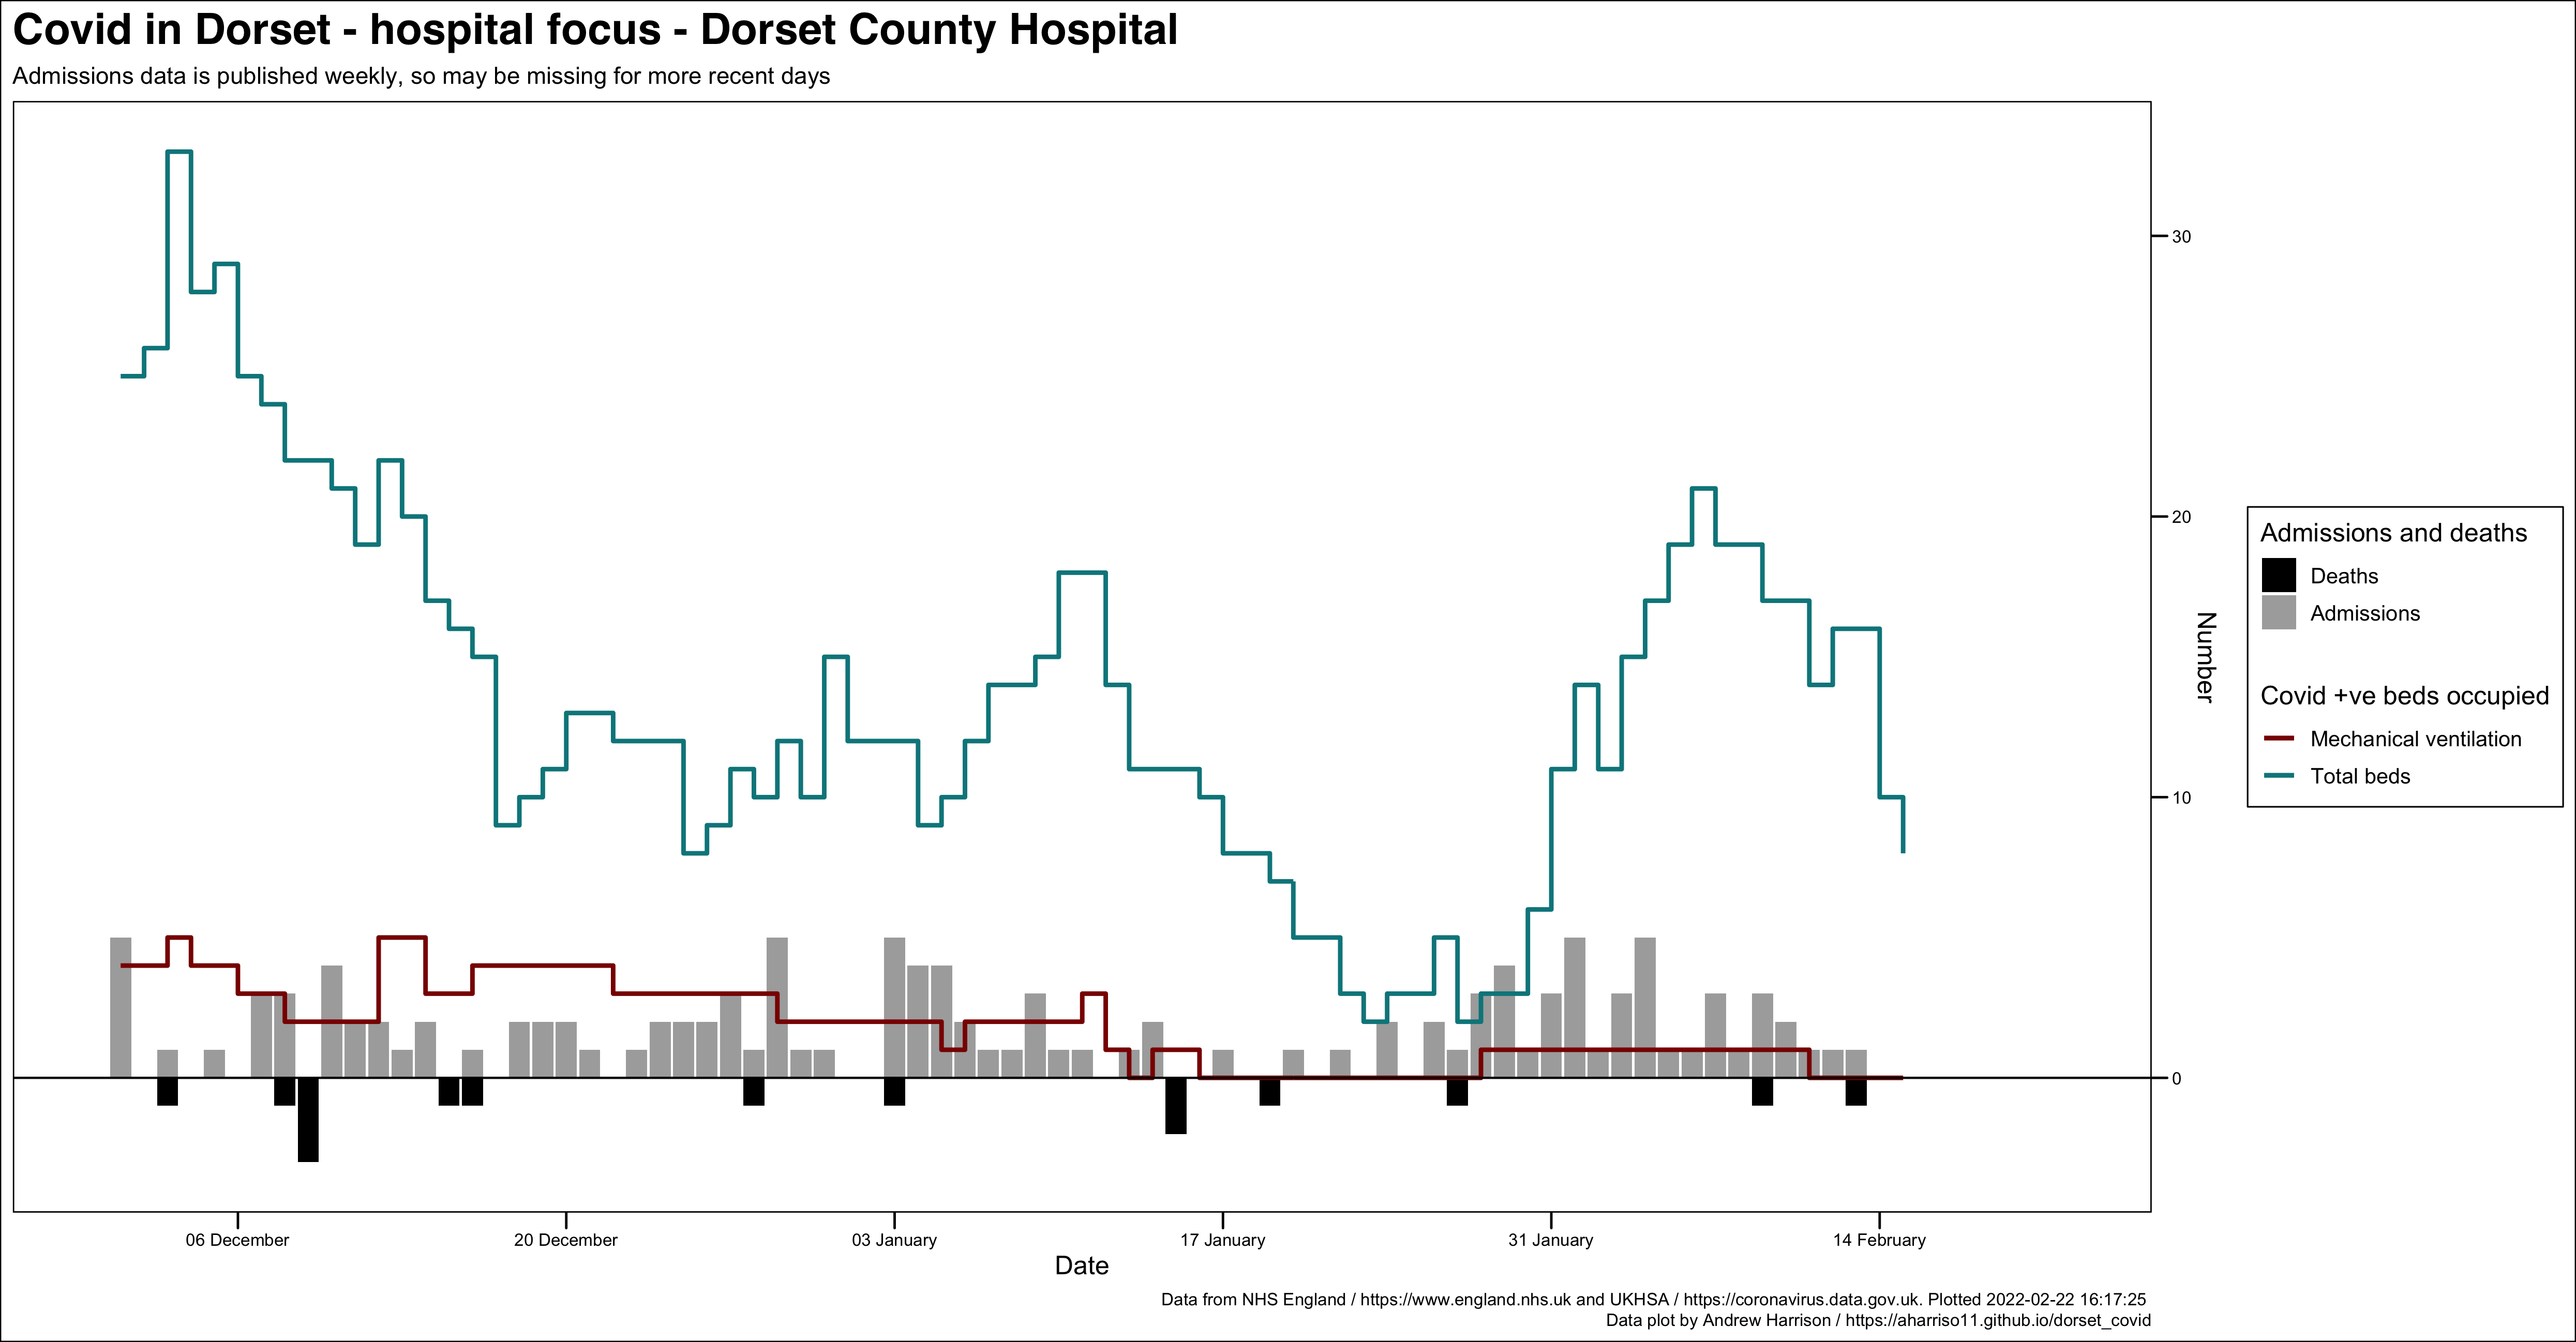 Covid in Dorset - hospital focus - Dorset County Hospital
Admissions data is published weekly, so may be missing for more recent days
30
20
10
0
Number
Admissions and deaths
Deaths
Admissions
Covid +ve beds occupied
Mechanical ventilation
Total beds
06 December
20 December
03 January
17 January
31 January
14 February
Date
Data from NHS England / https://www.england.nhs.uk and UKHSA / https://coronavirus.data.gov.uk. Plotted 2022-02-22 16:17:25
Data plot by Andrew Harrison / https://aharriso11.github.io/dorset_covid